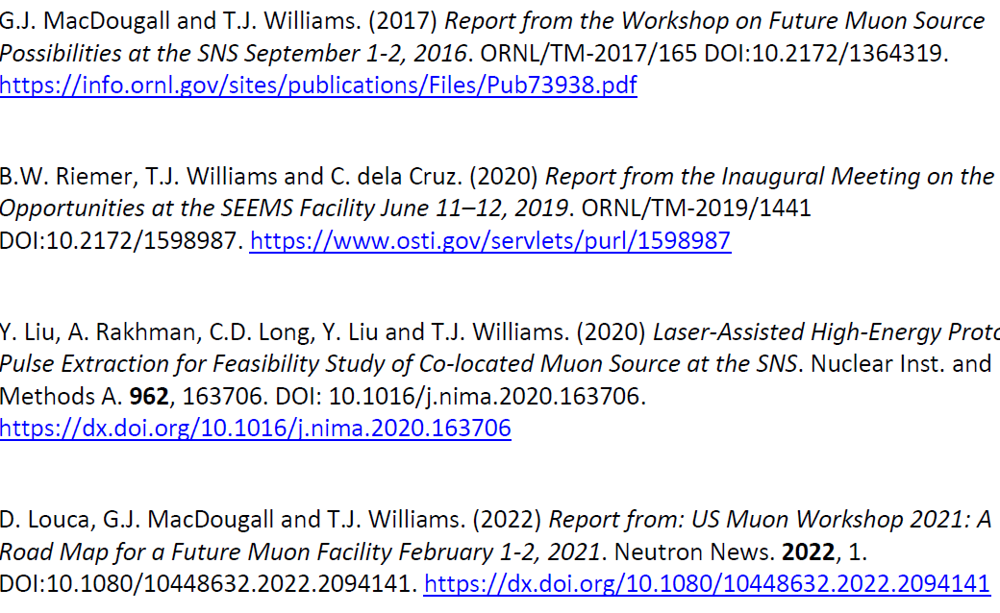 G.J. MacDougall and T.J. Williams. (2017) Report from the Workshop on Future Muon Source
Possibilities at the SNS September 1-2, 2016. ORNL/TM-2017/165 DOI:10.2172/1364319.
https://info.ornl.gov/sites/publications/Files/Pub73938.pdf
B.W. Riemer, T.J. Williams and C. dela Cruz. (2020) Report from the Inaugural Meeting on the
Opportunities at the SEEMS Facility June 11–12, 2019. ORNL/TM-2019/1441
DOI:10.2172/1598987. https://www.osti.gov/servlets/purl/1598987
Y. Liu, A. Rakhman, C.D. Long, Y. Liu and T.J. Williams. (2020) Laser-Assisted High-Energy Proto
Pulse Extraction for Feasibility Study of Co-located Muon Source at the SNS. Nuclear Inst. and
Methods A. 962, 163706. DOI: 10.1016/j.nima.2020.163706.
https://dx.doi.org/10.1016/j.nima.2020.163706
D. Louca, G.J. MacDougall and T.J. Williams. (2022) Report from: US Muon Workshop 2021: A
Road Map for a Future Muon Facility February 1-2, 2021. Neutron News. 2022, 1.
DOI:10.1080/10448632.2022.2094141. https://dx.doi.org/10.1080/10448632.2022.2094141